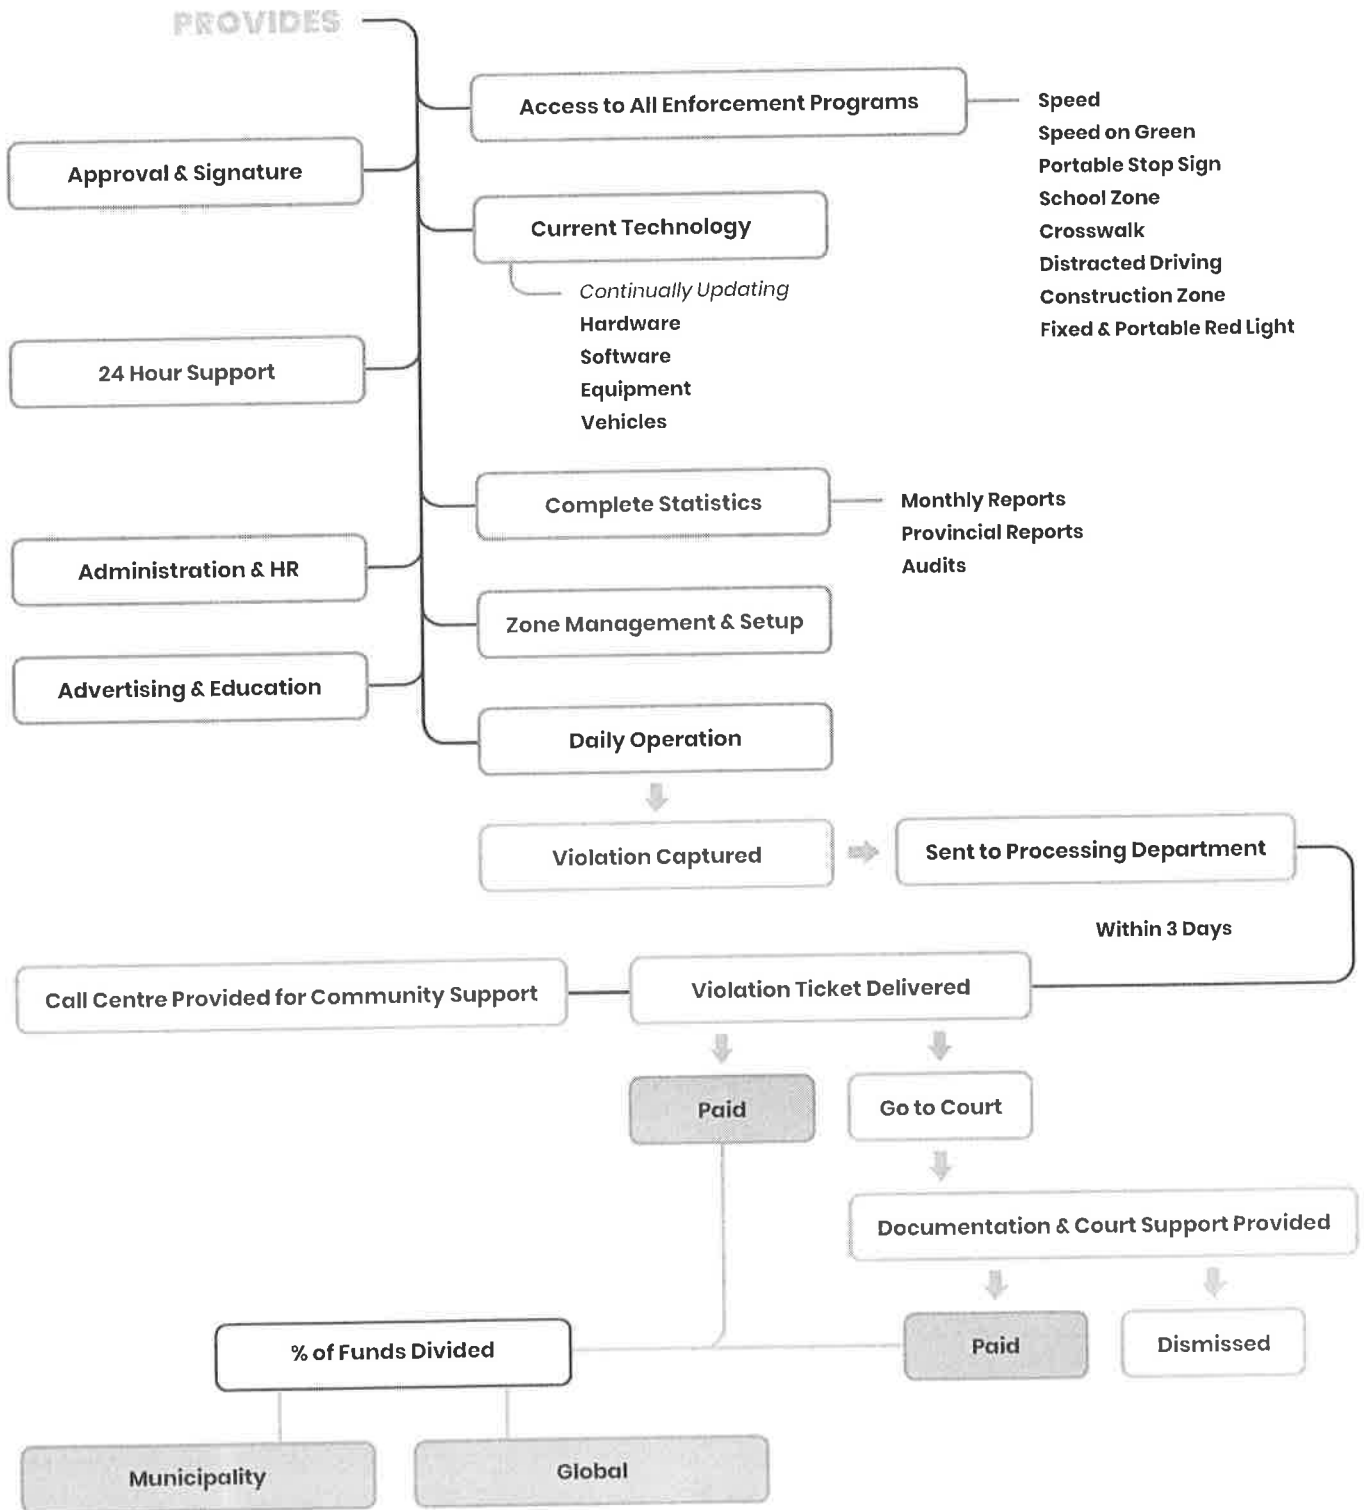 PROVIDES
Access to All Enforcement Programs
Speed
Speed on Green
Portable Stop Sign
School Zone
Crosswalk
Distracted Driving
Construction Zone
Fixed & Portable Red Light
Approval & Signature
Current Technology
Continually Updating
Hardware
Software
Equipment
Vehicles
24 Hour Support
Complete Statistics
Monthly Reports
Provincial Reports
Audits
Administration & HR
Zone Management & Setup
Advertising & Education
Daily Operation
Violation Captured
Sent to Processing Department
Within 3 Days
Call Centre Provided for Community Support
Violation Ticket Delivered
Paid
Go to Court
Documentation & Court Support Provided
% of Funds Divided
Paid
Dismissed
Municipality
Global